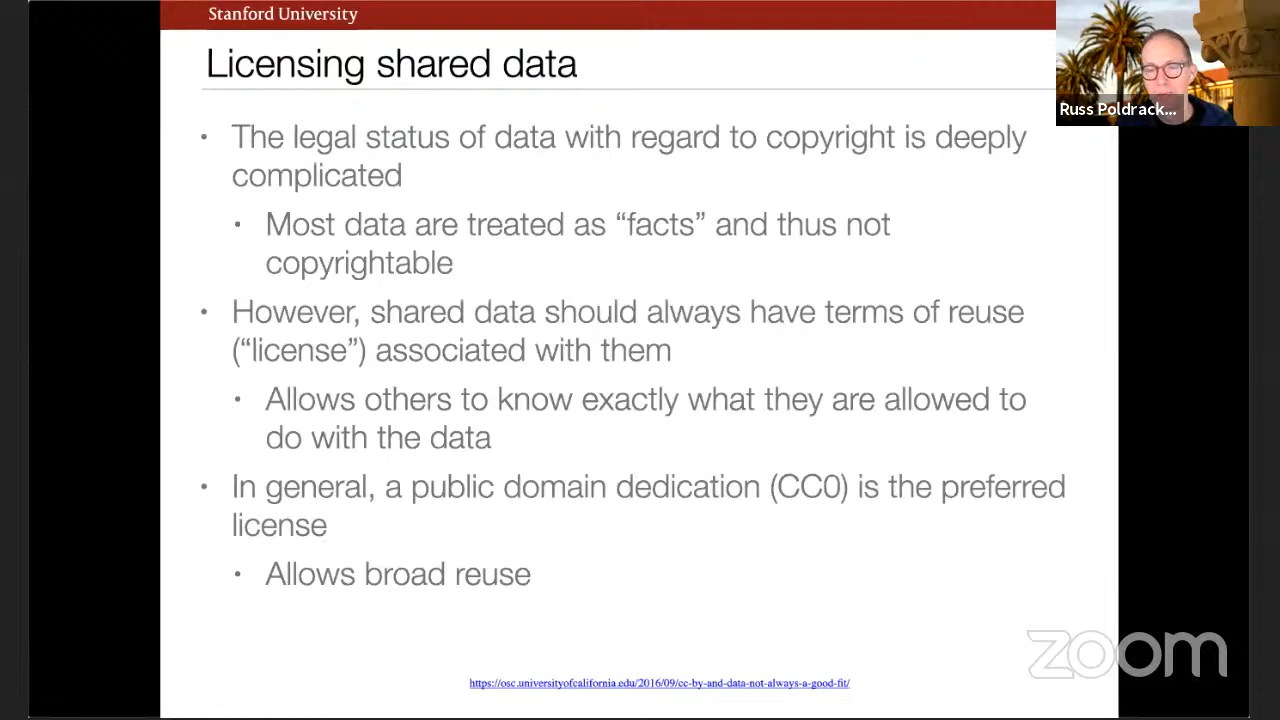 Stanford University
Licensing shared data
Russ Poldrack...
• The legal status of data with regard to copyright is deeply
complicated
• Most data are treated as “facts” and thus not
copyrightable
• However, shared data should always have terms of reuse
(“license”) associated with them
• Allows others to know exactly what they are allowed to
do with the data
• In general, a public domain dedication (CC0) is the preferred
license
• Allows broad reuse
zoom
https://osc.universityofcalifornia.edu/2016/09/cc-by-and-data-not-always-a-good-fit/